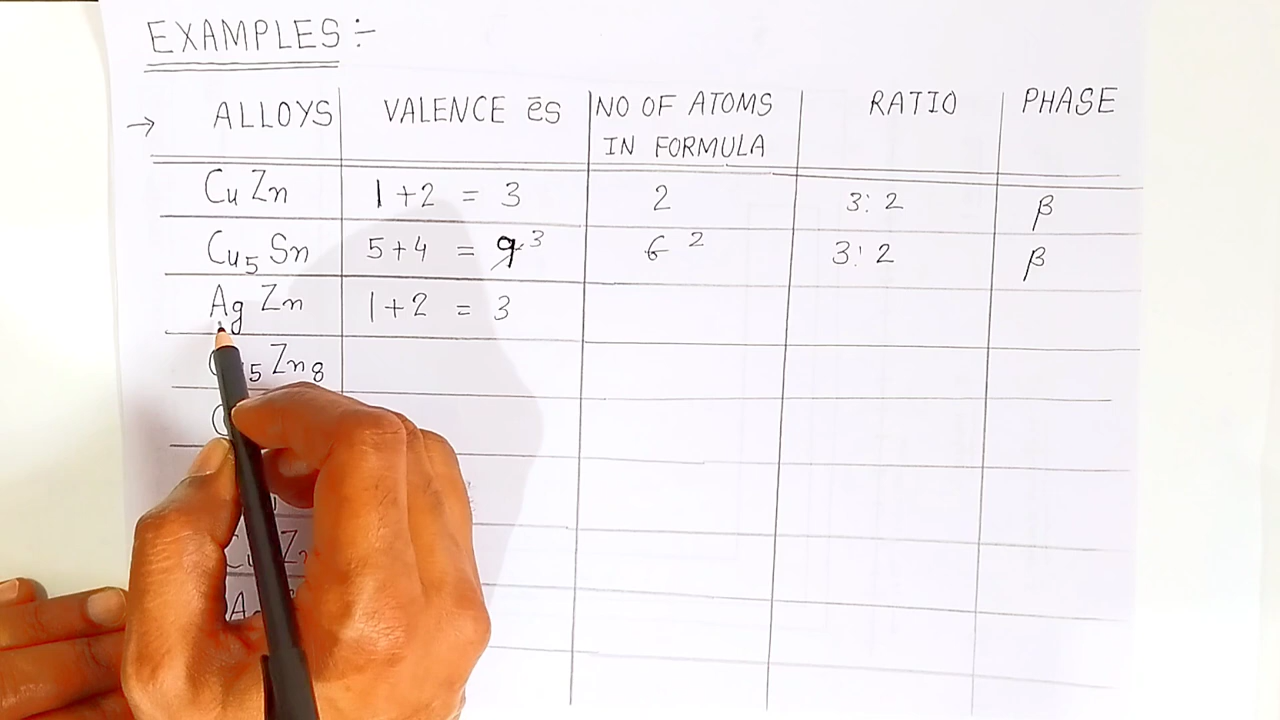 EXAMPLES :-
→ ALLOYS VALENCE ēs NO OF ATOMS IN FORMULA RATIO PHASE
CuZn 1+2 = 3 2 3:2 β
Cu5Sn 5+4 = 9 3 6 2 3:2 β
AgZn 1+2 = 3
5Zn8